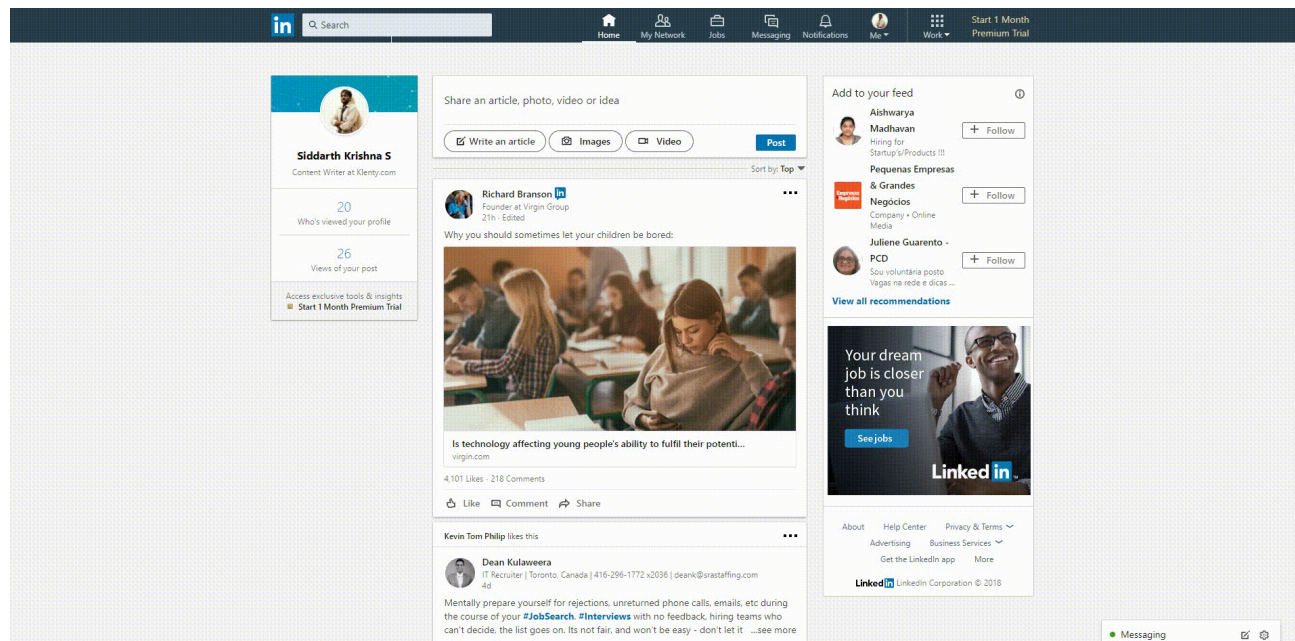 in Search
Home
My Network
Jobs
Messaging
Notifications
Me
Work
Start 1 Month
Premium Trial
Siddarth Krishna S
Content Writer at Klenty.com
20
Who's viewed your profile
26
Views of your post
Access exclusive tools & insights
Start 1 Month Premium Trial
Share an article, photo, video or idea
Write an article
Images
Video
Post
Sort by: Top
Richard Branson in
Founder at Virgin Group
21h - Edited
Why you should sometimes let your children be bored:
Is technology affecting young people's ability to fulfil their potenti...
virgin.com
4,101 Likes · 218 Comments
Like Comment Share
Kevin Tom Philip likes this
Dean Kulaweera
IT Recruiter | Toronto, Canada | 416-296-1772 x2036 | deank@srastaffing.com
4d
Mentally prepare yourself for rejections, unreturned phone calls, emails, etc during
the course of your #JobSearch. #Interviews with no feedback, hiring teams who
can't decide, the list goes on. Its not fair, and won't be easy - don't let it ...see more
Add to your feed
Aishwarya
Madhavan
Hiring for
Startup's/Products !!!
+ Follow
Pequenas Empresas
& Grandes
Negócios
Company • Online
Media
+ Follow
Juliene Guarento -
PCD
Sou voluntária posto
Vagas na rede e dicas ...
+ Follow
View all recommendations
Your dream
job is closer
than you
think
See jobs
Linked in
About Help Center Privacy & Terms
Advertising Business Services
Get the LinkedIn app More
Linked in LinkedIn Corporation © 2018
Messaging